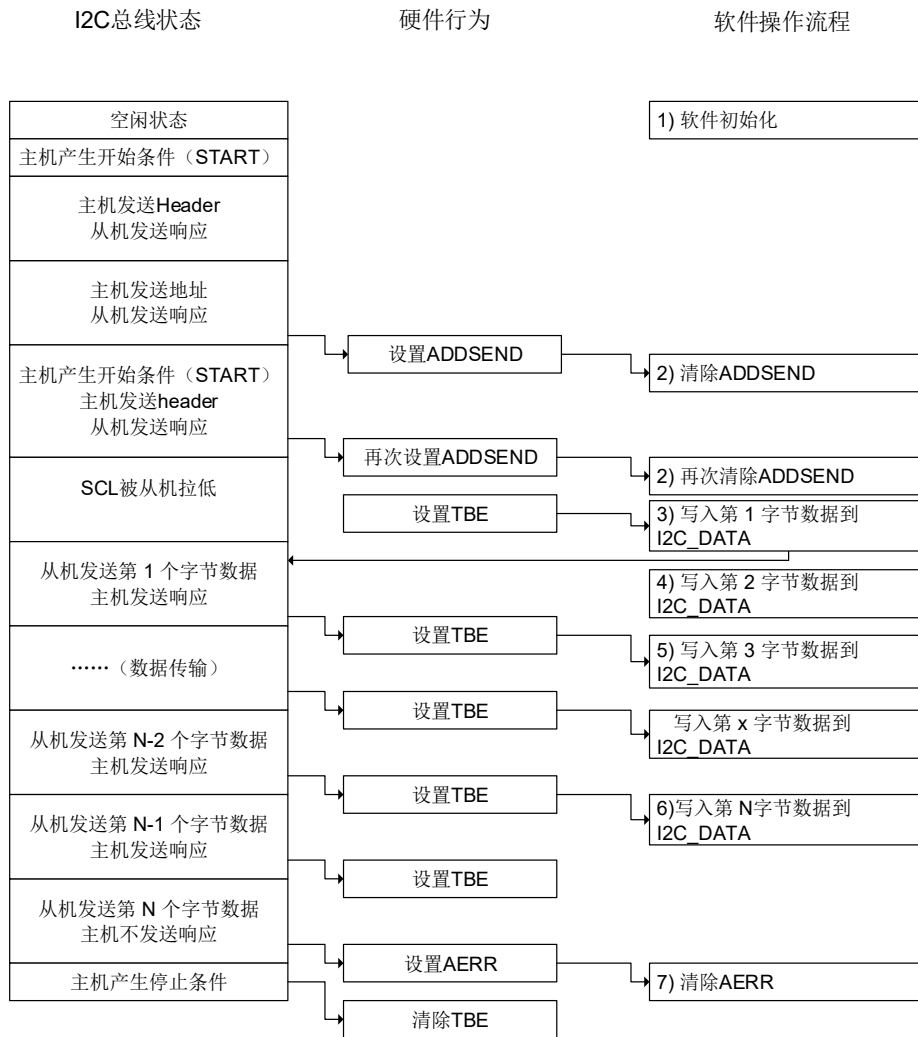 I2C总线状态
硬件行为
软件操作流程
空闲状态
1) 软件初始化
主机产生开始条件（START）
主机发送Header
从机发送响应
主机发送地址
从机发送响应
设置ADDSEND
2) 清除ADDSEND
主机产生开始条件（START）
主机发送header
从机发送响应
再次设置ADDSEND
2) 再次清除ADDSEND
SCL被从机拉低
设置TBE
3) 写入第 1 字节数据到
I2C_DATA
从机发送第 1 个字节数据
主机发送响应
4) 写入第 2 字节数据到
I2C_DATA
设置TBE
5) 写入第 3 字节数据到
I2C_DATA
……（数据传输）
设置TBE
写入第 x 字节数据到
I2C_DATA
从机发送第 N-2 个字节数据
主机发送响应
设置TBE
6)写入第 N字节数据到
I2C_DATA
从机发送第 N-1 个字节数据
主机发送响应
设置TBE
从机发送第 N 个字节数据
主机不发送响应
设置AERR
7) 清除AERR
主机产生停止条件
清除TBE